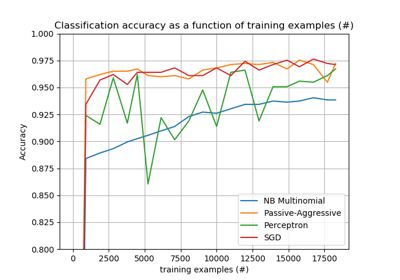 Classification accuracy as a function of training examples (#)
1.000
0.975
0.950
0.925
0.900
0.875
0.850
0.825
0.800
Accuracy
NB Multinomial
Passive-Aggressive
Perceptron
SGD
0 2500 5000 7500 10000 12500 15000 17500
training examples (#)